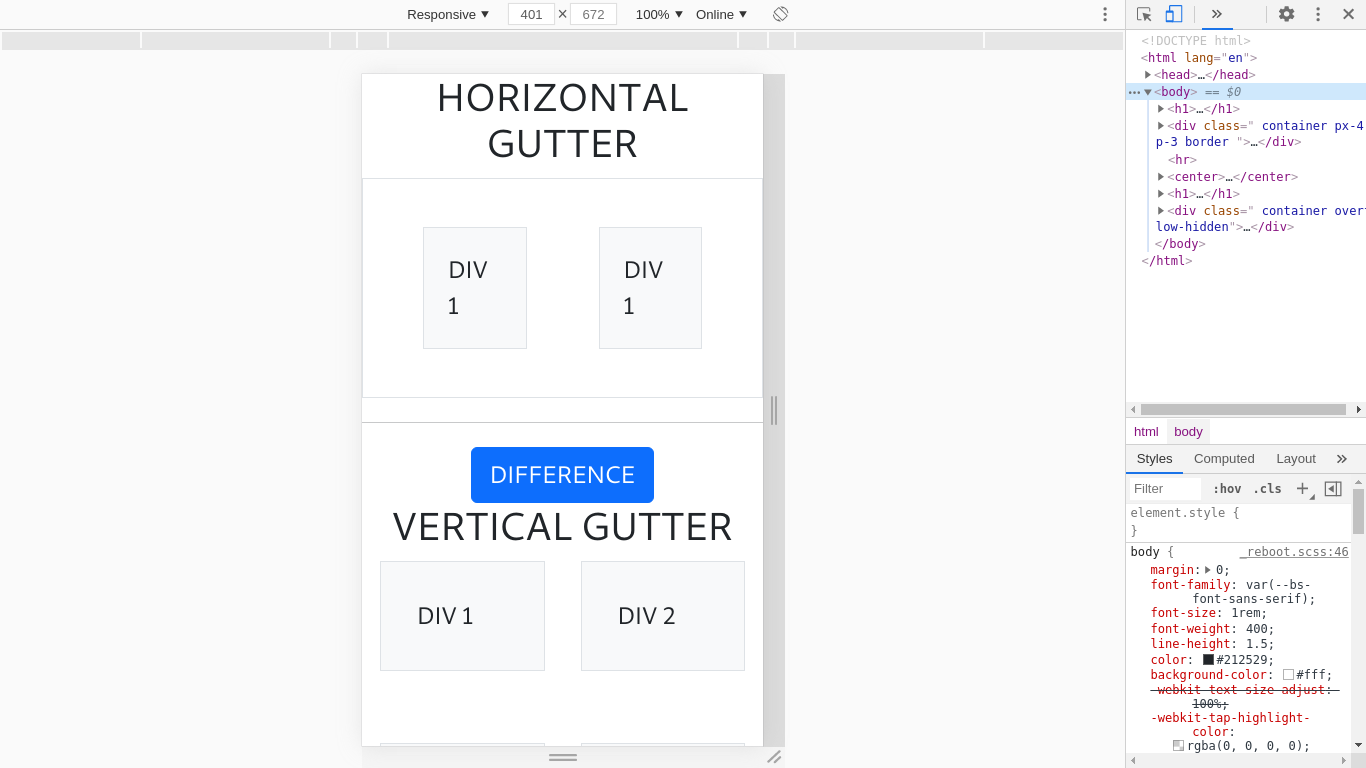 Responsive ▼ 401 × 672 100% ▼ Online ▼
HORIZONTAL
GUTTER
DIV
1
DIV
1
DIFFERENCE
VERTICAL GUTTER
DIV 1
DIV 2
<!DOCTYPE html>
<html lang="en">
<head>…</head>
<body> == $0
<h1>…</h1>
<div class=" container px-4
p-3 border ">…</div>
<hr>
<center>…</center>
<h1>…</h1>
<div class=" container over
low-hidden">…</div>
</body>
</html>
html body
Styles Computed Layout
Filter :hov .cls
element.style {
}
body { _reboot.scss:46
margin: 0;
font-family: var(--bs-
font-sans-serif);
font-size: 1rem;
font-weight: 400;
line-height: 1.5;
color: #212529;
background-color: #fff;
-webkit-text-size-adjust:
100%;
-webkit-tap-highlight-
color:
rgba(0, 0, 0, 0);